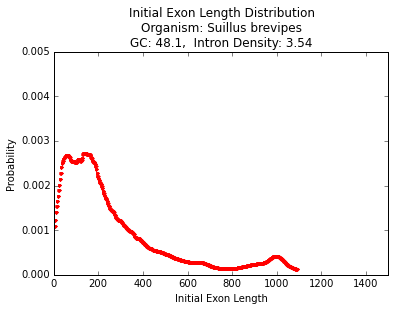 Initial Exon Length Distribution
Organism: Suillus brevipes
GC: 48.1,  Intron Density: 3.54
0.005
0.004
0.003
0.002
0.001
0.000
Probability
0 200 400 600 800 1000 1200 1400
Initial Exon Length